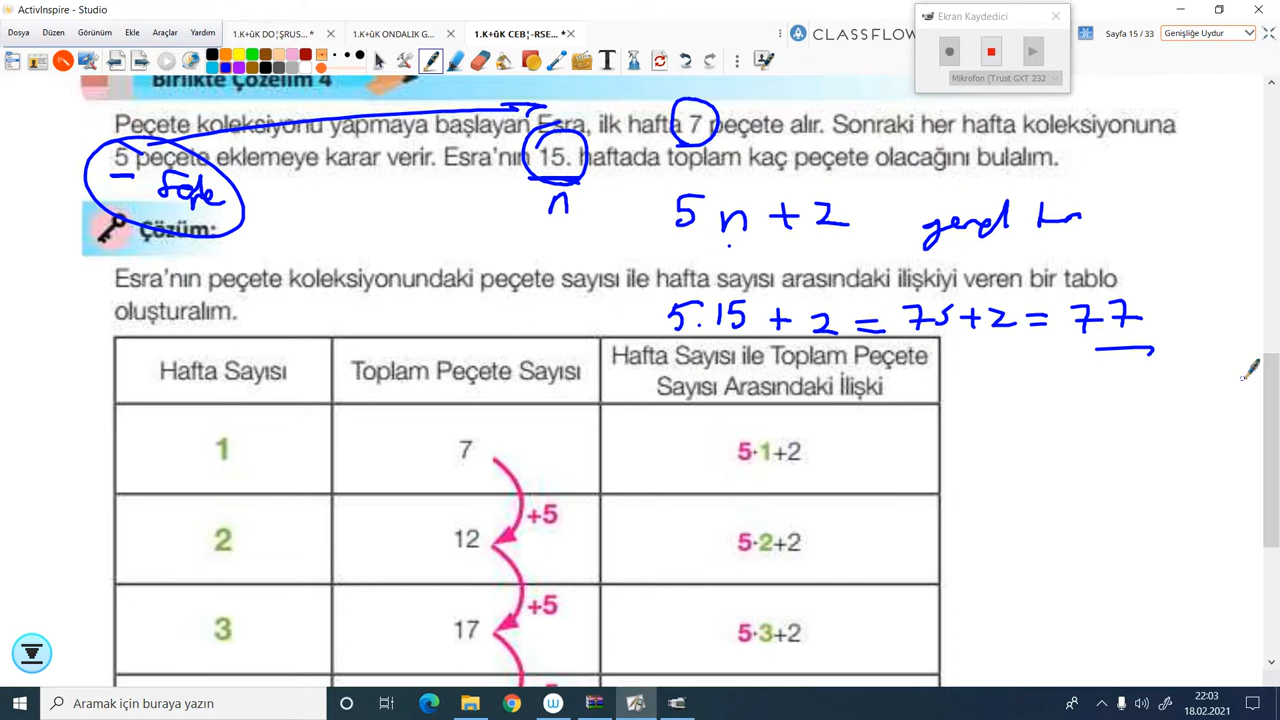 ActivInspire - Studio
Ekran Kaydedici
Dosya Düzen Görünüm Ekle Araçlar Yardım
1.K+ûK DO¦ŞRUS...* 1.K+ûK KENDALIK G... 1.K+ûK CEB¦-RSE...*
CLASSFLOW
Sayfa 15 / 33
Genişliğe Uydur
Mikrofon (Trust GXT 232
Birlikte Çözelim 4
Peçete koleksiyonu yapmaya başlayan Esra, ilk hafta 7 peçete alır. Sonraki her hafta koleksiyonuna
5 peçete eklemeye karar verir. Esra'nın 15. haftada toplam kaç peçete olacağını bulalım.
n
5n+2 genel
Çözüm:
Esra'nın peçete koleksiyonundaki peçete sayısı ile hafta sayısı arasındaki ilişkiyi veren bir tablo
oluşturalım.
5.15 + 2 = 75+2 = 77
Hafta Sayısı
Toplam Peçete Sayısı
Hafta Sayısı ile Toplam Peçete
Sayısı Arasındaki İlişki
1 7 5·1+2
+5
2 12 5·2+2
+5
3 17 5·3+2
Aramak için buraya yazın
22:03
18.02.2021